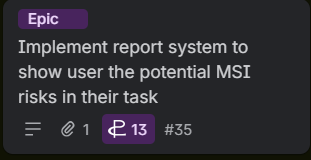 Epic
Implement report system to
show user the potential MSI
risks in their task
1 13 #35